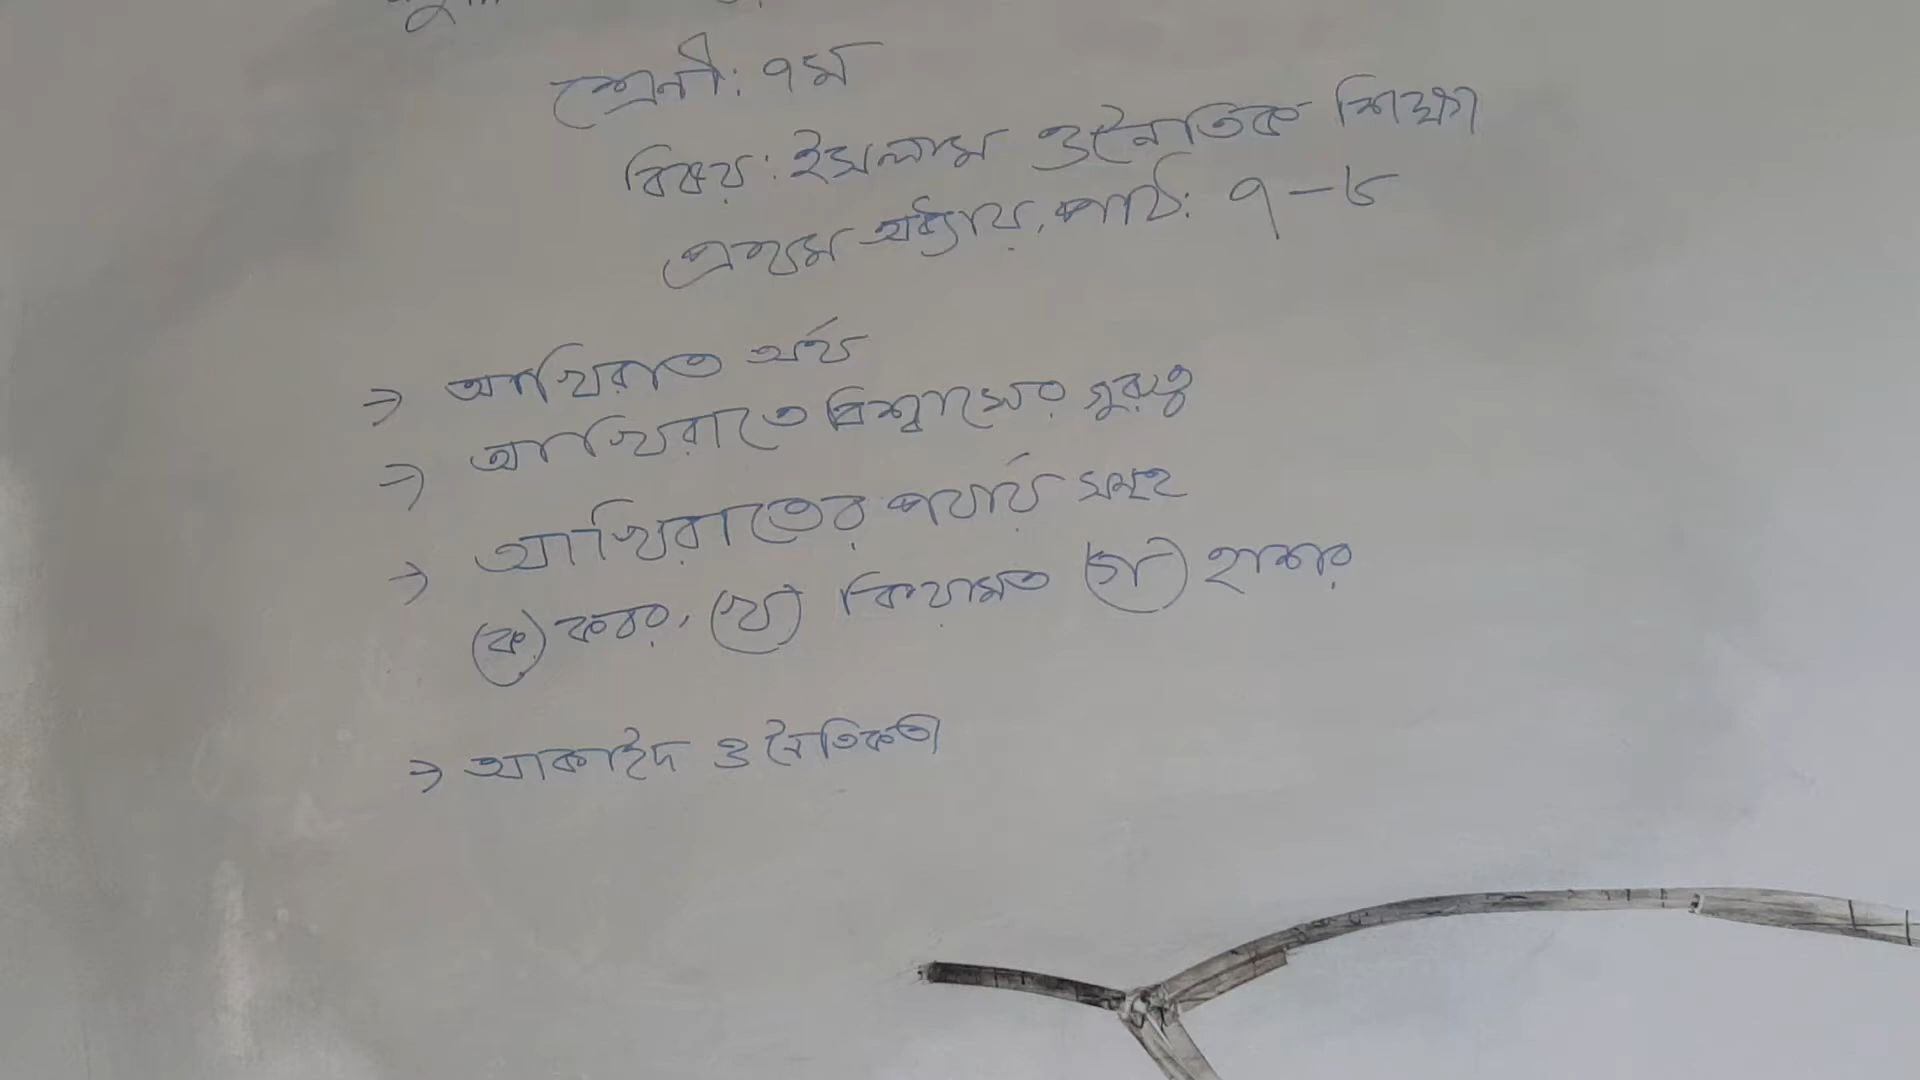 শ্রেণী: ৭ম
বিষয়: ইসলাম ও নৈতিক শিক্ষা
প্রথম অধ্যায়, পাঠ: ৭-৮
⇒ আখিরাত অর্থ
⇒ আখিরাতে বিশ্বাসের গুরুত্ব
⇒ আখিরাতের পর্যায় সমূহ
(ক) কবর, (খ) কিয়ামত (গ) হাশর
⇒ আকাইদ ও নৈতিকতা